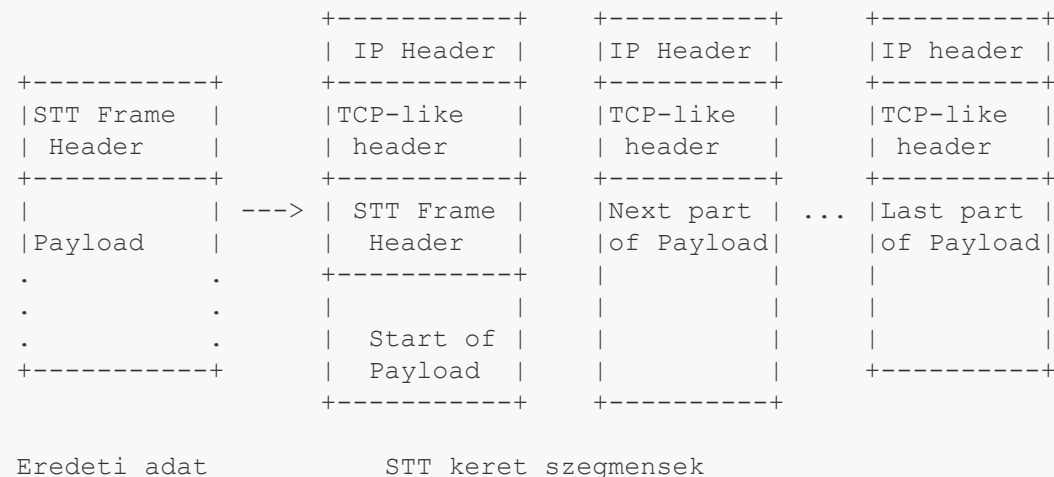 +-----------+    +----------+     +----------+
                  | IP Header |    |IP Header |     |IP header |
+-----------+     +-----------+    +----------+     +----------+
|STT Frame  |     |TCP-like   |    |TCP-like  |     |TCP-like  |
| Header    |     | header    |    | header   |     | header   |
+-----------+     +-----------+    +----------+     +----------+
|           | ---> | STT Frame |    |Next part | ... |Last part |
|Payload    |     |  Header   |    |of Payload|     |of Payload|
.           .     +-----------+    |          |     |          |
.           .     |           |    |          |     |          |
.           .     |  Start of |    |          |     |          |
+-----------+     |  Payload  |    |          |     +----------+
                  +-----------+    +----------+
Eredeti adat           STT keret szegmensek